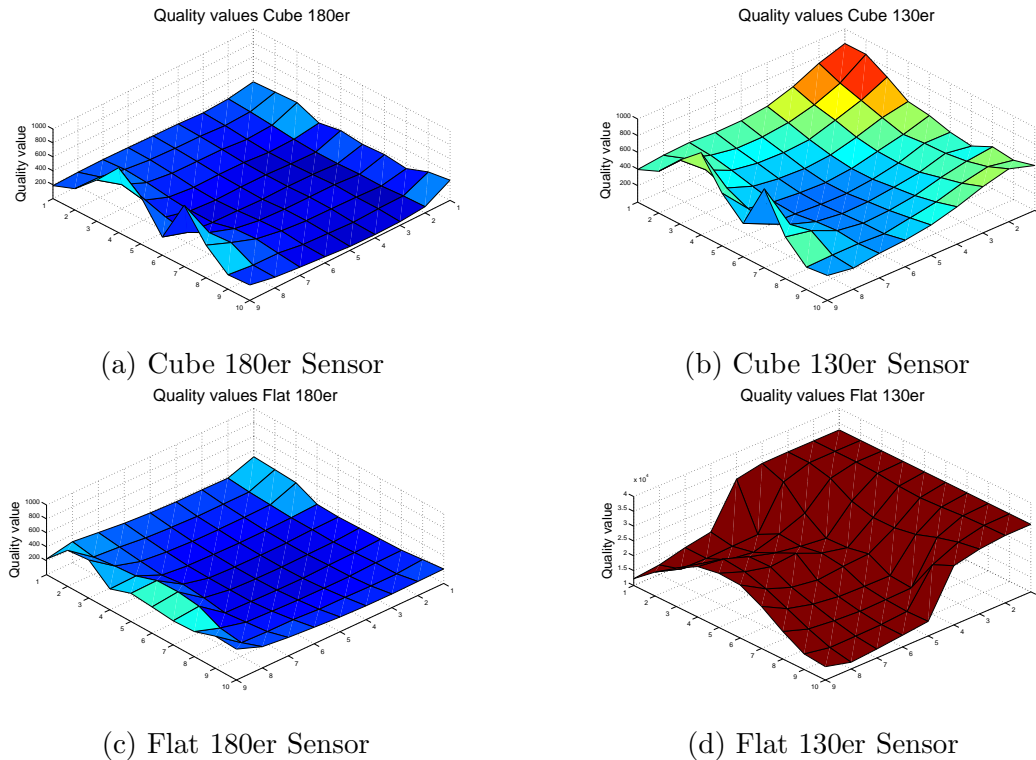 Quality values Cube 180er
Quality value
1000
800
600
400
200
1 2 3 4 5 6 7 8 9 10
9 8 7 6 5 4 3 2 1
(a) Cube 180er Sensor
Quality values Cube 130er
Quality value
1000
800
600
400
200
1 2 3 4 5 6 7 8 9 10
9 8 7 6 5 4 3 2 1
(b) Cube 130er Sensor
Quality values Flat 180er
Quality value
1000
800
600
400
200
1 2 3 4 5 6 7 8 9 10
9 8 7 6 5 4 3 2 1
(c) Flat 180er Sensor
Quality values Flat 130er
Quality value
x 10⁴
4
3.5
3
2.5
2
1.5
1
1 2 3 4 5 6 7 8 9 10
9 8 7 6 5 4 3 2 1
(d) Flat 130er Sensor